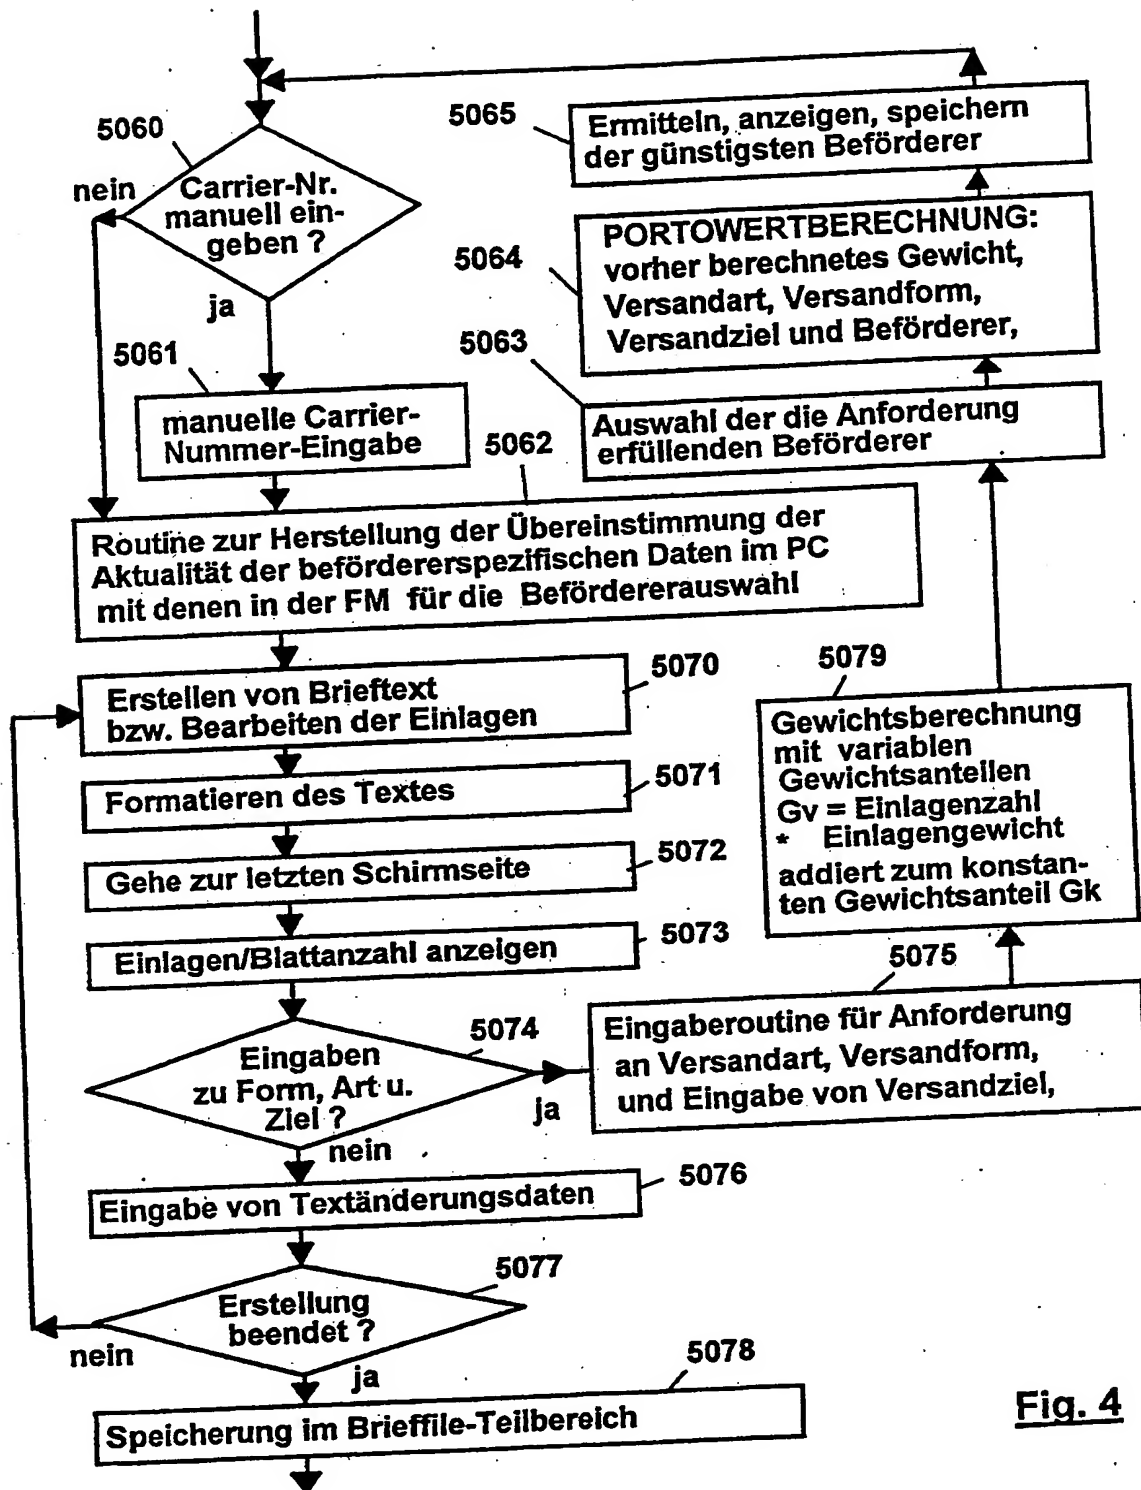 5060
nein
Carrier-Nr.
manuell ein-
geben ?
ja
5061
manuelle Carrier-
Nummer-Eingabe
5062
Routine zur Herstellung der Übereinstimmung der
Aktualität der befördererspezifischen Daten im PC
mit denen in der FM für die Befördererauswahl
5070
Erstellen von Brieftext
bzw. Bearbeiten der Einlagen
5071
Formatieren des Textes
5072
Gehe zur letzten Schirmseite
5073
Einlagen/Blattanzahl anzeigen
5074
Eingaben
zu Form, Art u.
Ziel ?
ja
nein
5075
Eingaberoutine für Anforderung
an Versandart, Versandform,
und Eingabe von Versandziel,
5079
Gewichtsberechnung
mit variablen
Gewichtsanteilen
Gv = Einlagenzahl
* Einlagengewicht
addiert zum konstan-
ten Gewichtsanteil Gk
5063
Auswahl der die Anforderung
erfüllenden Beförderer
5064
PORTOWERTBERECHNUNG:
vorher berechnetes Gewicht,
Versandart, Versandform,
Versandziel und Beförderer,
5065
Ermitteln, anzeigen, speichern
der günstigsten Beförderer
5076
Eingabe von Textänderungsdaten
5077
Erstellung
beendet ?
nein
ja
5078
Speicherung im Brieffile-Teilbereich
Fig. 4